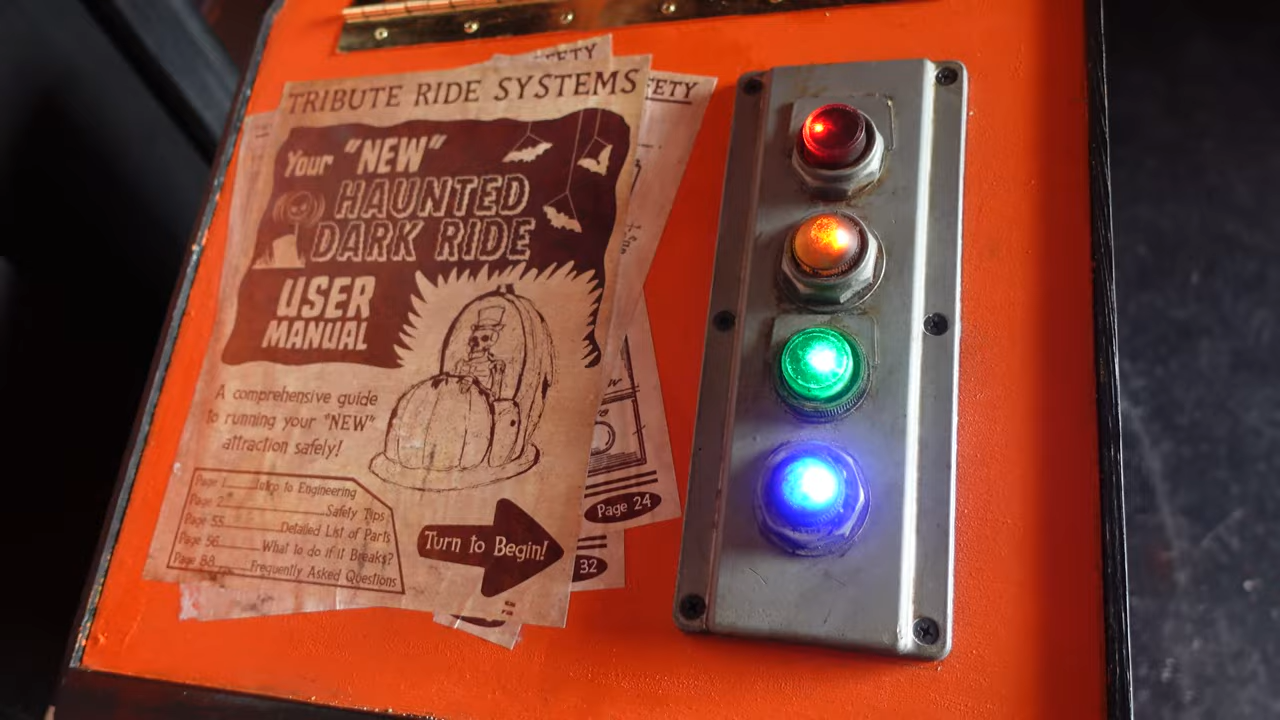 FETY
FETY
TRIBUTE RIDE SYSTEMS
Your "NEW"
HAUNTED
DARK RIDE
USER
MANUAL
A comprehensive guide
to running your "NEW"
attraction safely!
Page 1 Intro to Engineering
Page 2 Safety Tips
Page 55 Detailed List of Parts
Page 56 What to do if it Breaks?
Page 88 Frequently Asked Questions
Turn to Begin!
Page 24
32